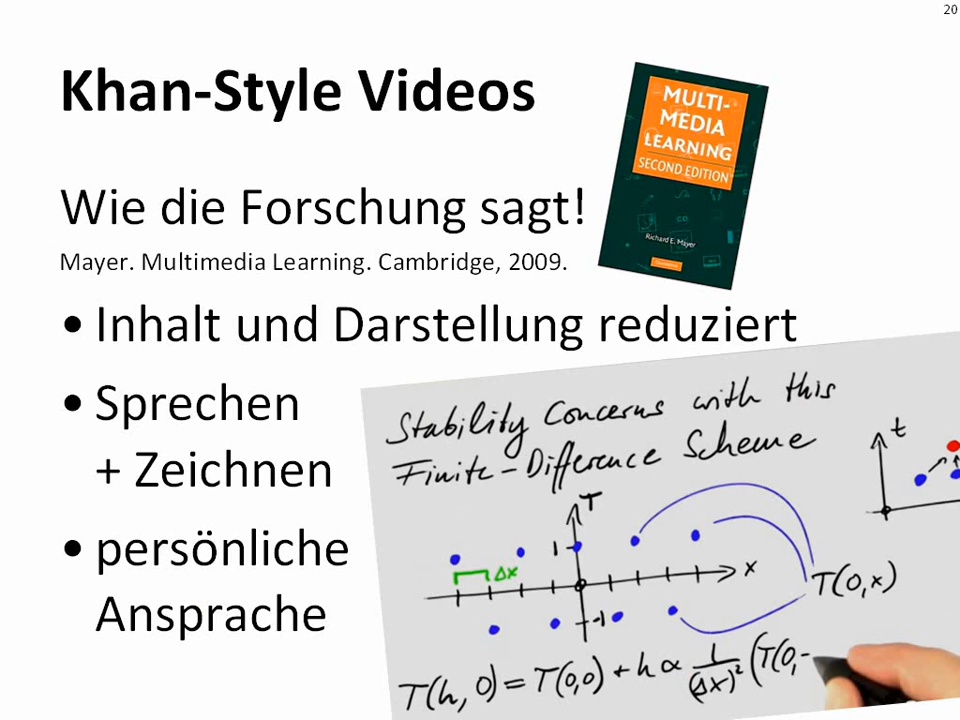 20
Khan-Style Videos
MULTI-
MEDIA
LEARNING
SECOND EDITION
Richard E. Mayer
Wie die Forschung sagt!
Mayer. Multimedia Learning. Cambridge, 2009.
• Inhalt und Darstellung reduziert
• Sprechen
+ Zeichnen
• persönliche
Ansprache
Stability Concerns with this
Finite-Difference Scheme
t
T
1
Δx
x
T(0,x)
-1
T(h,0) = T(0,0) + h α 1/(Δx)² (T(0,-